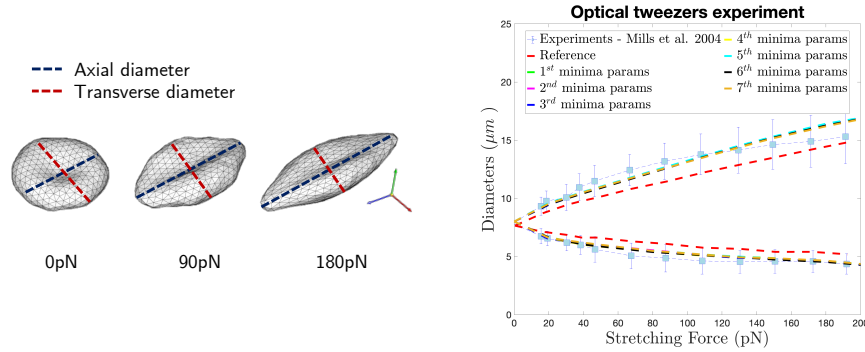 Axial diameter
Transverse diameter
0pN
90pN
180pN
Optical tweezers experiment
Experiments - Mills et al. 2004
Reference
1st minima params
2nd minima params
3rd minima params
4th minima params
5th minima params
6th minima params
7th minima params
Diameters (μm )
25
20
15
10
5
0
0 20 40 60 80 100 120 140 160 180 200
Stretching Force (pN)